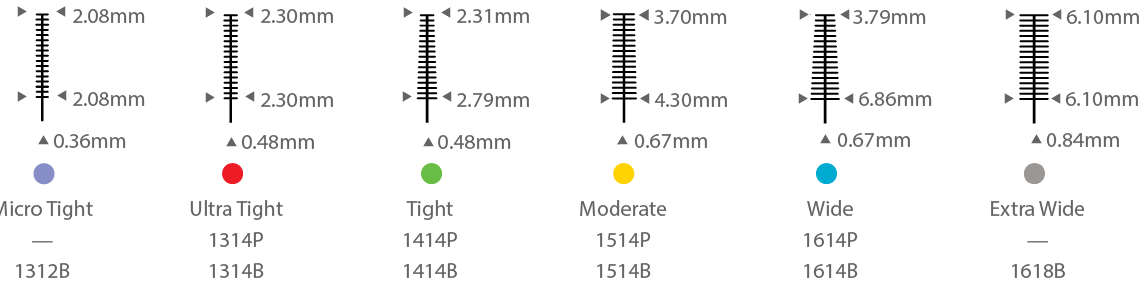 2.08mm 2.30mm 2.31mm 3.70mm 3.79mm 6.10mm
2.08mm 2.30mm 2.79mm 4.30mm 6.86mm 6.10mm
0.36mm 0.48mm 0.48mm 0.67mm 0.67mm 0.84mm
Micro Tight Ultra Tight Tight Moderate Wide Extra Wide
— 1314P 1414P 1514P 1614P —
1312B 1314B 1414B 1514B 1614B 1618B